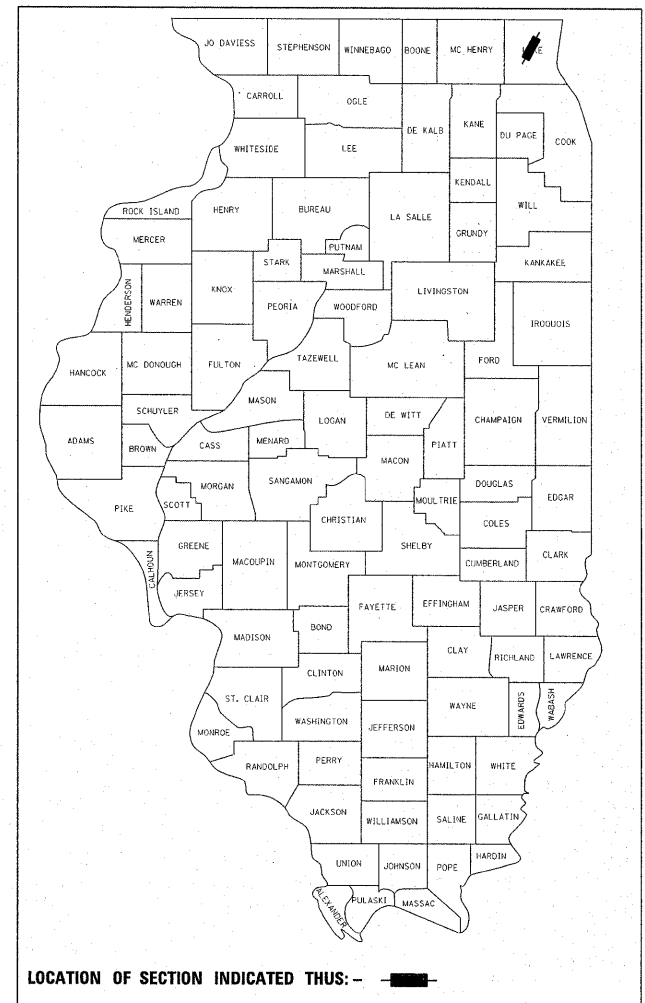 JO DAVIESS
STEPHENSON
WINNEBAGO
BOONE
MC HENRY
CARROLL
OGLE
DE KALB
KANE
DU PAGE
COOK
WHITESIDE
LEE
KENDALL
WILL
ROCK ISLAND
HENRY
BUREAU
LA SALLE
GRUNDY
MERCER
PUTNAM
KANKAKEE
STARK
MARSHALL
HENDERSON
WARREN
KNOX
PEORIA
WOODFORD
LIVINGSTON
IROQUOIS
HANCOCK
MC DONOUGH
FULTON
TAZEWELL
MC LEAN
FORD
SCHUYLER
MASON
LOGAN
DE WITT
CHAMPAIGN
VERMILION
ADAMS
BROWN
CASS
MENARD
MACON
PIATT
PIKE
SCOTT
MORGAN
SANGAMON
MOULTRIE
DOUGLAS
EDGAR
CHRISTIAN
COLES
CALHOUN
GREENE
MACOUPIN
MONTGOMERY
SHELBY
CUMBERLAND
CLARK
JERSEY
FAYETTE
EFFINGHAM
JASPER
CRAWFORD
MADISON
BOND
CLAY
RICHLAND
LAWRENCE
MARION
CLINTON
ST. CLAIR
WAYNE
EDWARDS
WABASH
WASHINGTON
JEFFERSON
MONROE
RANDOLPH
PERRY
HAMILTON
WHITE
FRANKLIN
JACKSON
WILLIAMSON
SALINE
GALLATIN
UNION
JOHNSON
POPE
HARDIN
ALEXANDER
PULASKI
MASSAC
LOCATION OF SECTION INDICATED THUS: -